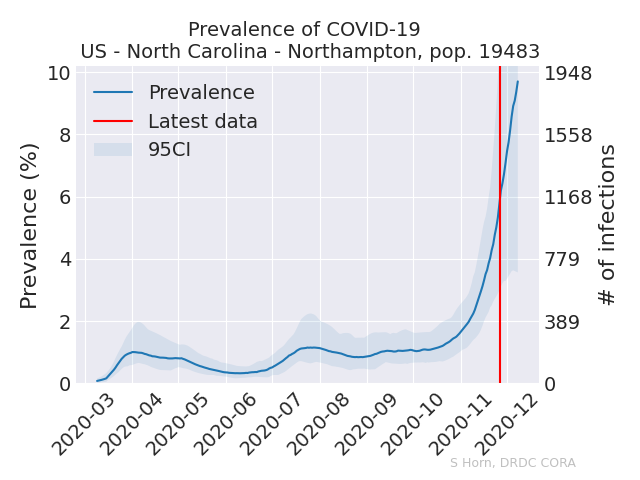 Prevalence of COVID-19
US - North Carolina - Northampton, pop. 19483
Prevalence
Latest data
95CI
Prevalence (%)
10
8
6
4
2
0
1948
1558
1168
779
389
0
# of infections
2020-03
2020-04
2020-05
2020-06
2020-07
2020-08
2020-09
2020-10
2020-11
2020-12
S Horn, DRDC CORA